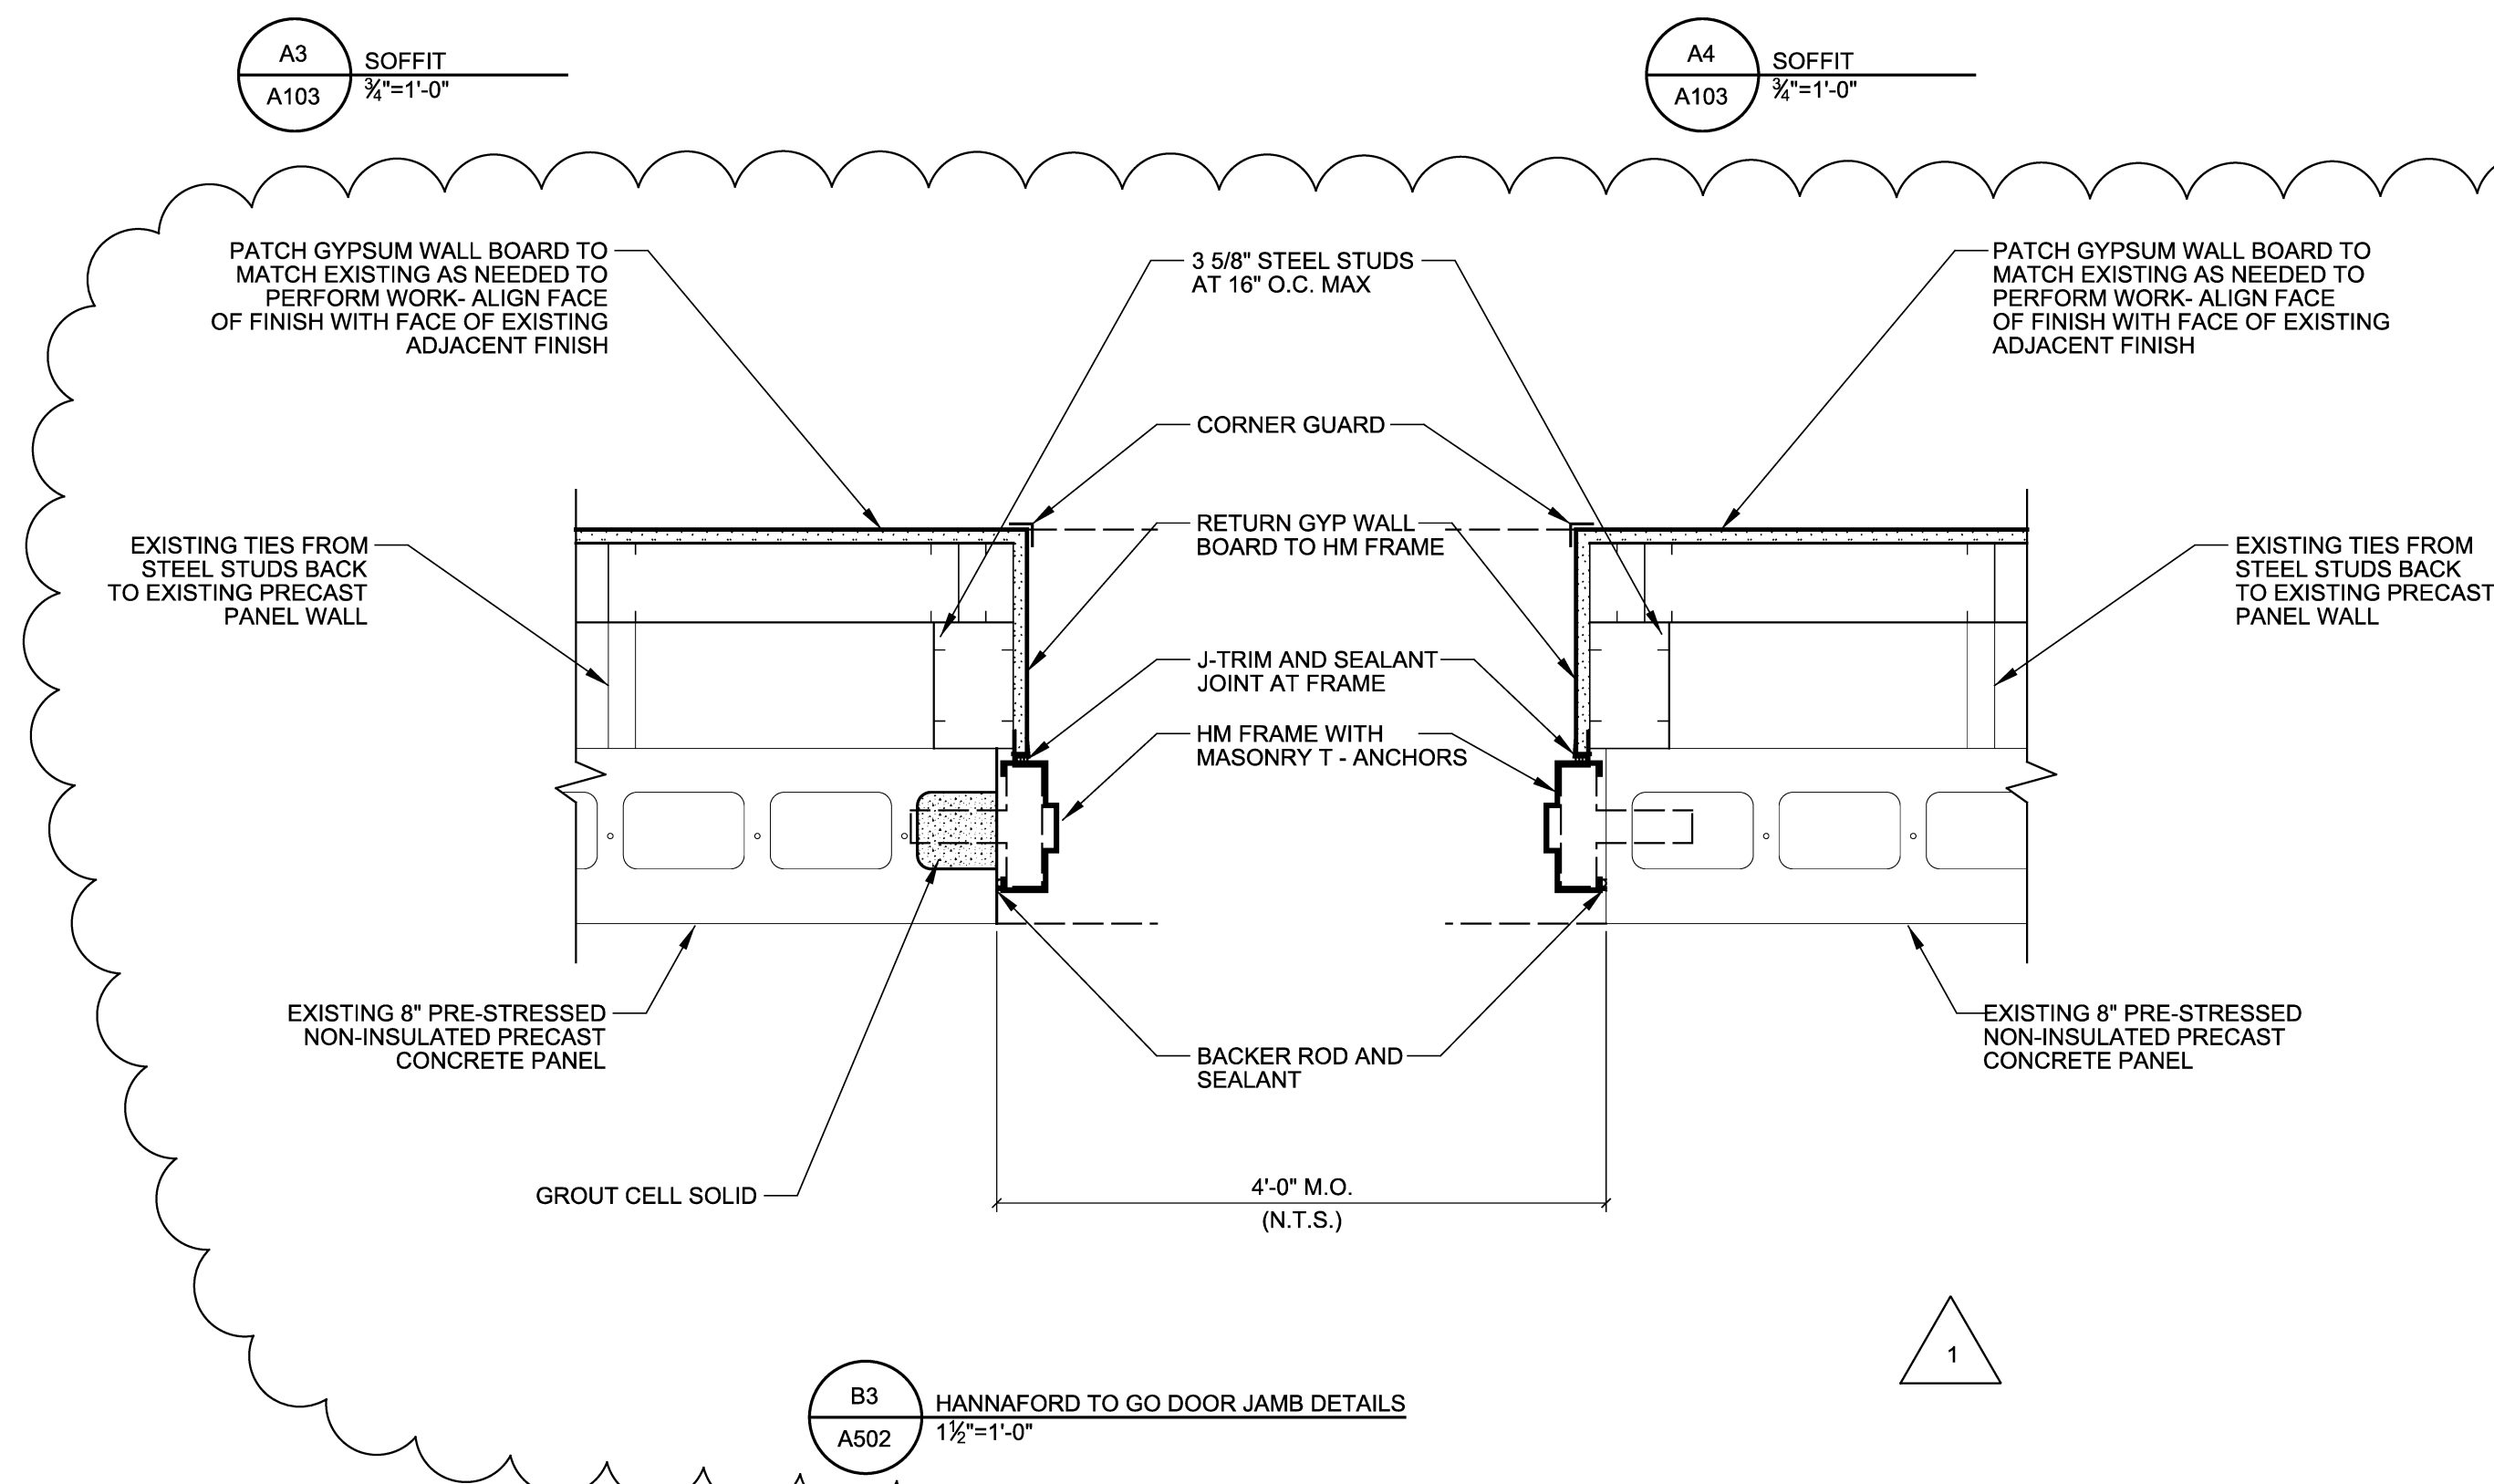 A3
SOFFIT
A103
¾"=1'-0"
A4
SOFFIT
A103
¾"=1'-0"
PATCH GYPSUM WALL BOARD TO
MATCH EXISTING AS NEEDED TO
PERFORM WORK- ALIGN FACE
OF FINISH WITH FACE OF EXISTING
ADJACENT FINISH
3 5/8" STEEL STUDS
AT 16" O.C. MAX
PATCH GYPSUM WALL BOARD TO
MATCH EXISTING AS NEEDED TO
PERFORM WORK- ALIGN FACE
OF FINISH WITH FACE OF EXISTING
ADJACENT FINISH
CORNER GUARD
RETURN GYP WALL
BOARD TO HM FRAME
EXISTING TIES FROM
STEEL STUDS BACK
TO EXISTING PRECAST
PANEL WALL
EXISTING TIES FROM
STEEL STUDS BACK
TO EXISTING PRECAST
PANEL WALL
J-TRIM AND SEALANT
JOINT AT FRAME
HM FRAME WITH
MASONRY T - ANCHORS
EXISTING 8" PRE-STRESSED
NON-INSULATED PRECAST
CONCRETE PANEL
BACKER ROD AND
SEALANT
EXISTING 8" PRE-STRESSED
NON-INSULATED PRECAST
CONCRETE PANEL
GROUT CELL SOLID
4'-0" M.O.
(N.T.S.)
1
B3
HANNAFORD TO GO DOOR JAMB DETAILS
A502
1½"=1'-0"